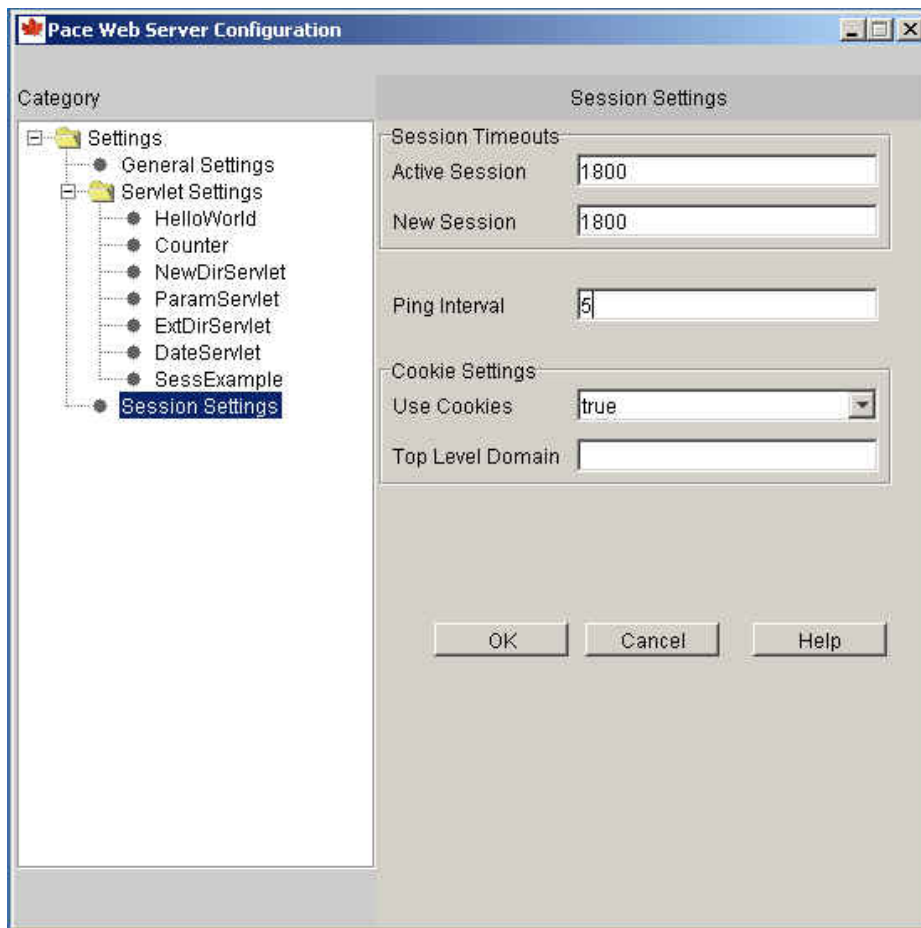 Pace Web Server Configuration
Category
Settings
General Settings
Servlet Settings
HelloWorld
Counter
NewDirServlet
ParamServlet
ExtDirServlet
DateServlet
SessExample
Session Settings
Session Settings
Session Timeouts
Active Session 1800
New Session 1800
Ping Interval 5
Cookie Settings
Use Cookies true
Top Level Domain
OK Cancel Help